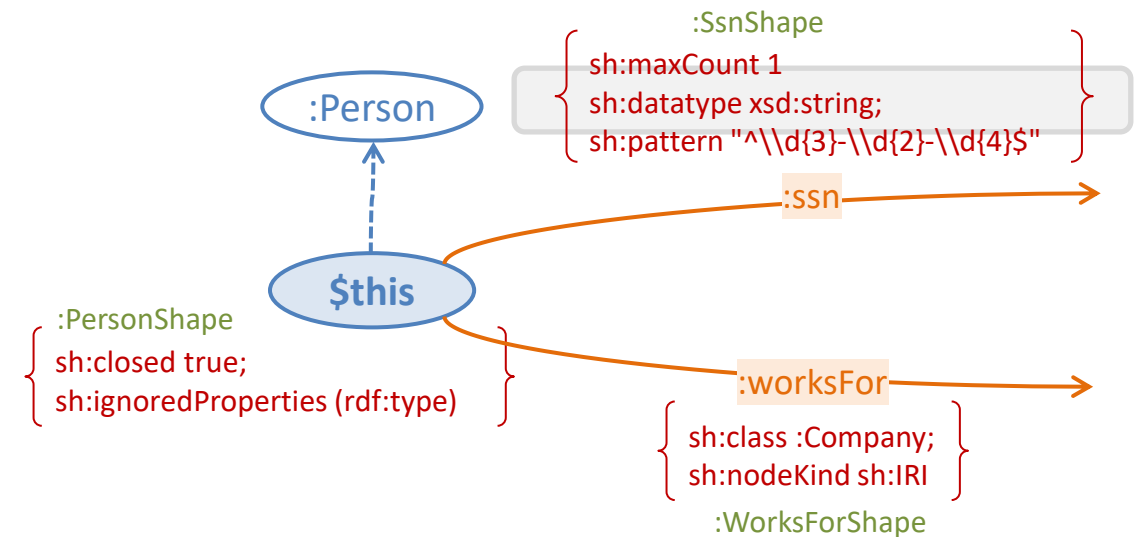 :SsnShape
sh:maxCount 1
sh:datatype xsd:string;
sh:pattern "^\\d{3}-\\d{2}-\\d{4}$"
:Person
:ssn
$this
:PersonShape
sh:closed true;
sh:ignoredProperties (rdf:type)
:worksFor
sh:class :Company;
sh:nodeKind sh:IRI
:WorksForShape